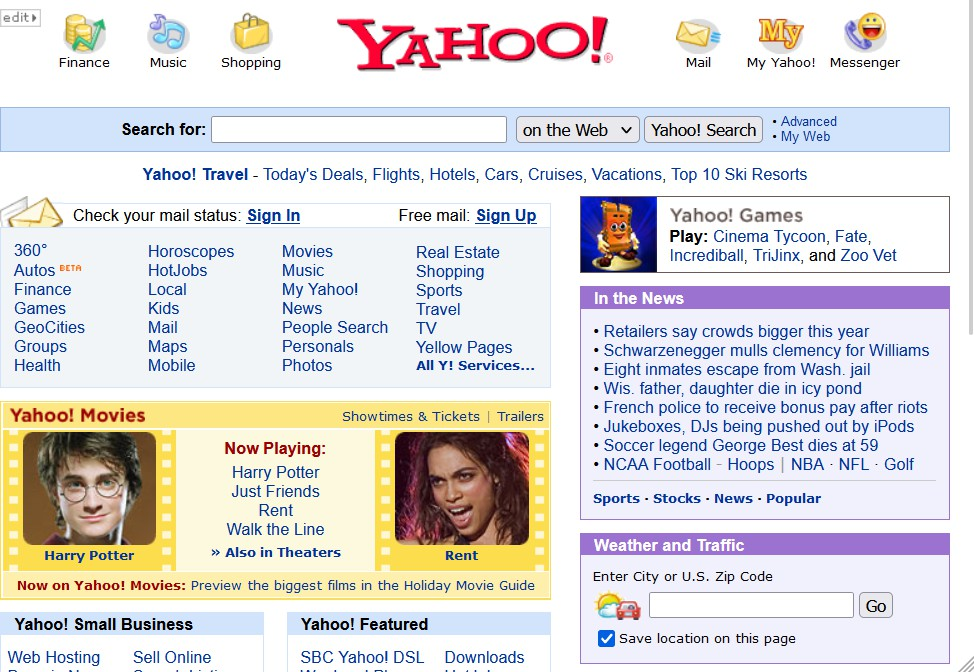 edit
Finance
Music
Shopping
YAHOO!®
Mail
My
My Yahoo!
Messenger
Search for:
on the Web
Yahoo! Search
• Advanced
• My Web
Yahoo! Travel - Today's Deals, Flights, Hotels, Cars, Cruises, Vacations, Top 10 Ski Resorts
Check your mail status: Sign In
Free mail: Sign Up
360°
Autos BETA
Finance
Games
GeoCities
Groups
Health
Horoscopes
HotJobs
Local
Kids
Mail
Maps
Mobile
Movies
Music
My Yahoo!
News
People Search
Personals
Photos
Real Estate
Shopping
Sports
Travel
TV
Yellow Pages
All Y! Services...
Yahoo! Movies
Showtimes & Tickets | Trailers
Harry Potter
Now Playing:
Harry Potter
Just Friends
Rent
Walk the Line
» Also in Theaters
Rent
Now on Yahoo! Movies: Preview the biggest films in the Holiday Movie Guide
Yahoo! Small Business
Web Hosting
Sell Online
Yahoo! Featured
SBC Yahoo! DSL
Downloads
Yahoo! Games
Play: Cinema Tycoon, Fate,
Incrediball, TriJinx, and Zoo Vet
In the News
• Retailers say crowds bigger this year
• Schwarzenegger mulls clemency for Williams
• Eight inmates escape from Wash. jail
• Wis. father, daughter die in icy pond
• French police to receive bonus pay after riots
• Jukeboxes, DJs being pushed out by iPods
• Soccer legend George Best dies at 59
• NCAA Football - Hoops | NBA · NFL · Golf
Sports · Stocks · News · Popular
Weather and Traffic
Enter City or U.S. Zip Code
Go
Save location on this page